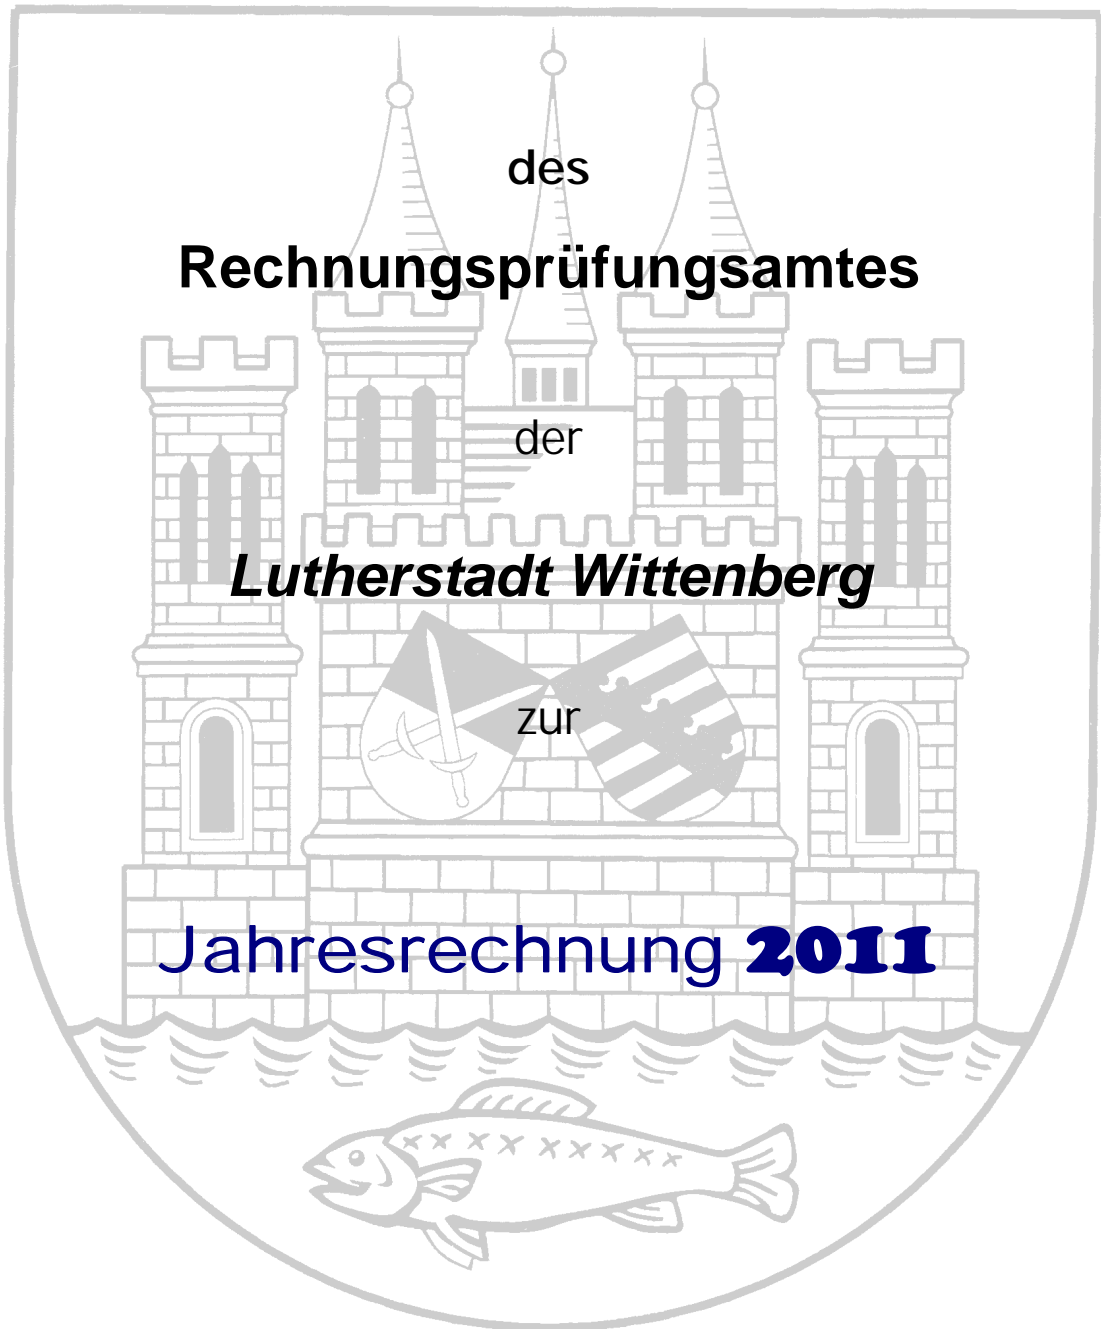 des
Rechnungsprüfungsamtes
der
Lutherstadt Wittenberg
zur
Jahresrechnung 2011